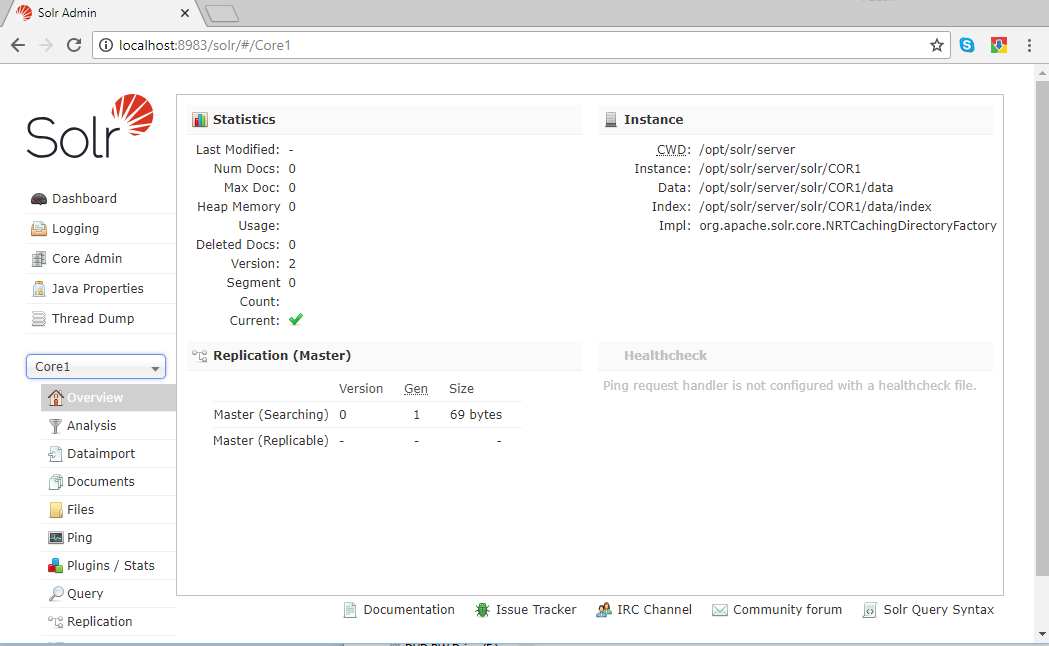 Solr Admin
localhost:8983/solr/#/Core1
Solr
Dashboard
Logging
Core Admin
Java Properties
Thread Dump
Core1
Overview
Analysis
Dataimport
Documents
Files
Ping
Plugins / Stats
Query
Replication
Statistics
Last Modified: -
Num Docs: 0
Max Doc: 0
Heap Memory 0
Usage:
Deleted Docs: 0
Version: 2
Segment 0
Count:
Current:
Instance
CWD: /opt/solr/server
Instance: /opt/solr/server/solr/COR1
Data: /opt/solr/server/solr/COR1/data
Index: /opt/solr/server/solr/COR1/data/index
Impl: org.apache.solr.core.NRTCachingDirectoryFactory
Replication (Master)
Version Gen Size
Master (Searching) 0 1 69 bytes
Master (Replicable) - - -
Healthcheck
Ping request handler is not configured with a healthcheck file.
Documentation Issue Tracker IRC Channel Community forum Solr Query Syntax